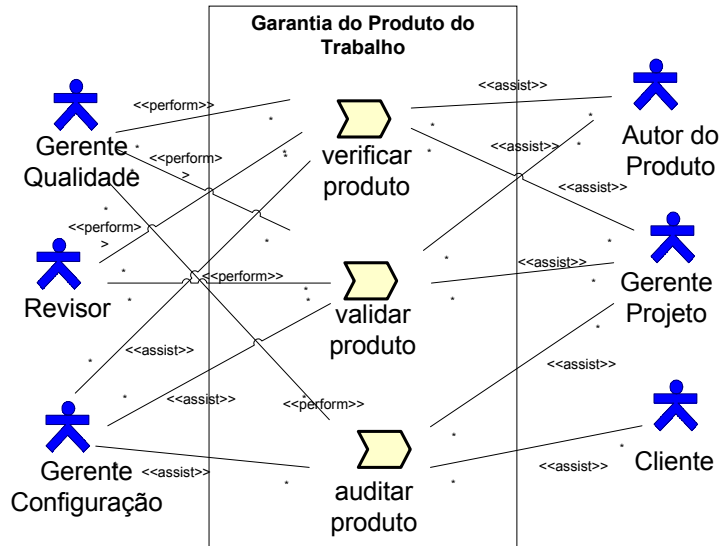 Garantia do Produto do
Trabalho
<<perform>>
<<assist>>
*
*
*
*
*
*
Gerente
Qualidade
<<perform>
>
verificar
produto
<<assist>>
Autor do
Produto
*
*
*
<<assist>>
*
*
<<perform>
>
*
*
*
*
<<perform>>
<<assist>>
Revisor
*
*
*
*
*
validar
produto
Gerente
Projeto
*
*
<<assist>>
*
*
<<assist>>
<<perform>>
<<assist>>
*
*
*
*
Gerente
Configuração
*
<<assist>>
*
auditar
produto
*
<<assist>>
*
Cliente